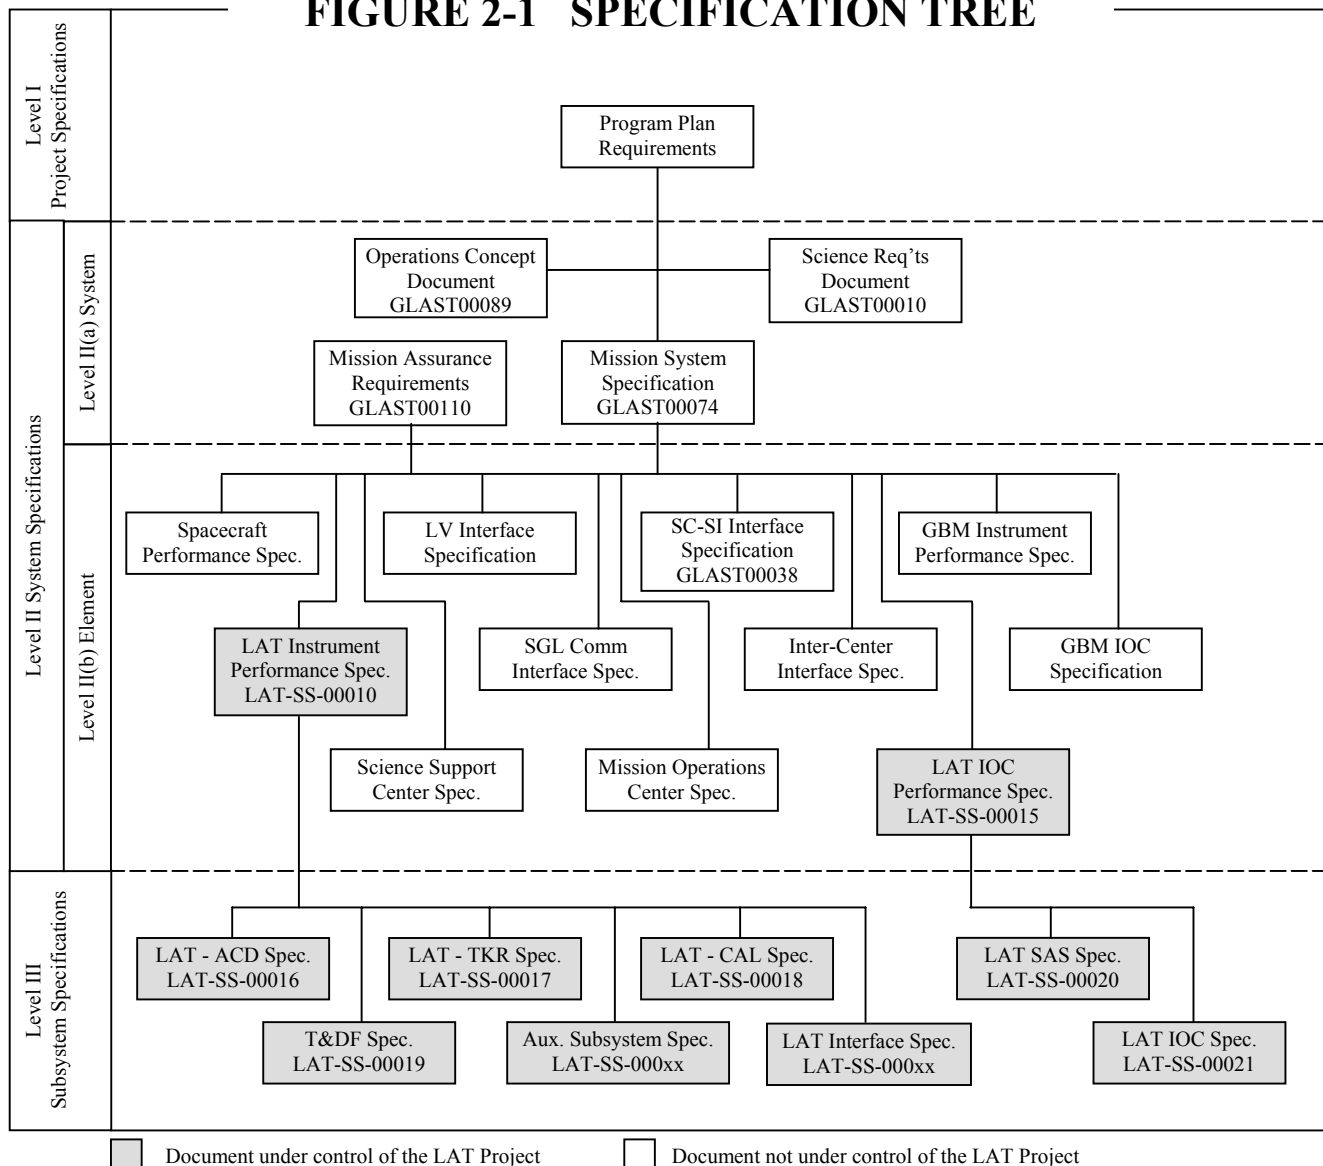 FIGURE 2-1 SPECIFICATION TREE
Level I
Project Specifications
Program Plan
Requirements
Level II System Specifications
Level II(a) System
Operations Concept
Document
GLAST00089
Science Req’ts
Document
GLAST00010
Mission Assurance
Requirements
GLAST00110
Mission System
Specification
GLAST00074
Level II(b) Element
Spacecraft
Performance Spec.
LV Interface
Specification
SC-SI Interface
Specification
GLAST00038
GBM Instrument
Performance Spec.
LAT Instrument
Performance Spec.
LAT-SS-00010
SGL Comm
Interface Spec.
Inter-Center
Interface Spec.
GBM IOC
Specification
Science Support
Center Spec.
Mission Operations
Center Spec.
LAT IOC
Performance Spec.
LAT-SS-00015
Level III
Subsystem Specifications
LAT - ACD Spec.
LAT-SS-00016
LAT - TKR Spec.
LAT-SS-00017
LAT - CAL Spec.
LAT-SS-00018
LAT SAS Spec.
LAT-SS-00020
T&DF Spec.
LAT-SS-00019
Aux. Subsystem Spec.
LAT-SS-000xx
LAT Interface Spec.
LAT-SS-000xx
LAT IOC Spec.
LAT-SS-00021
Document under control of the LAT Project
Document not under control of the LAT Project